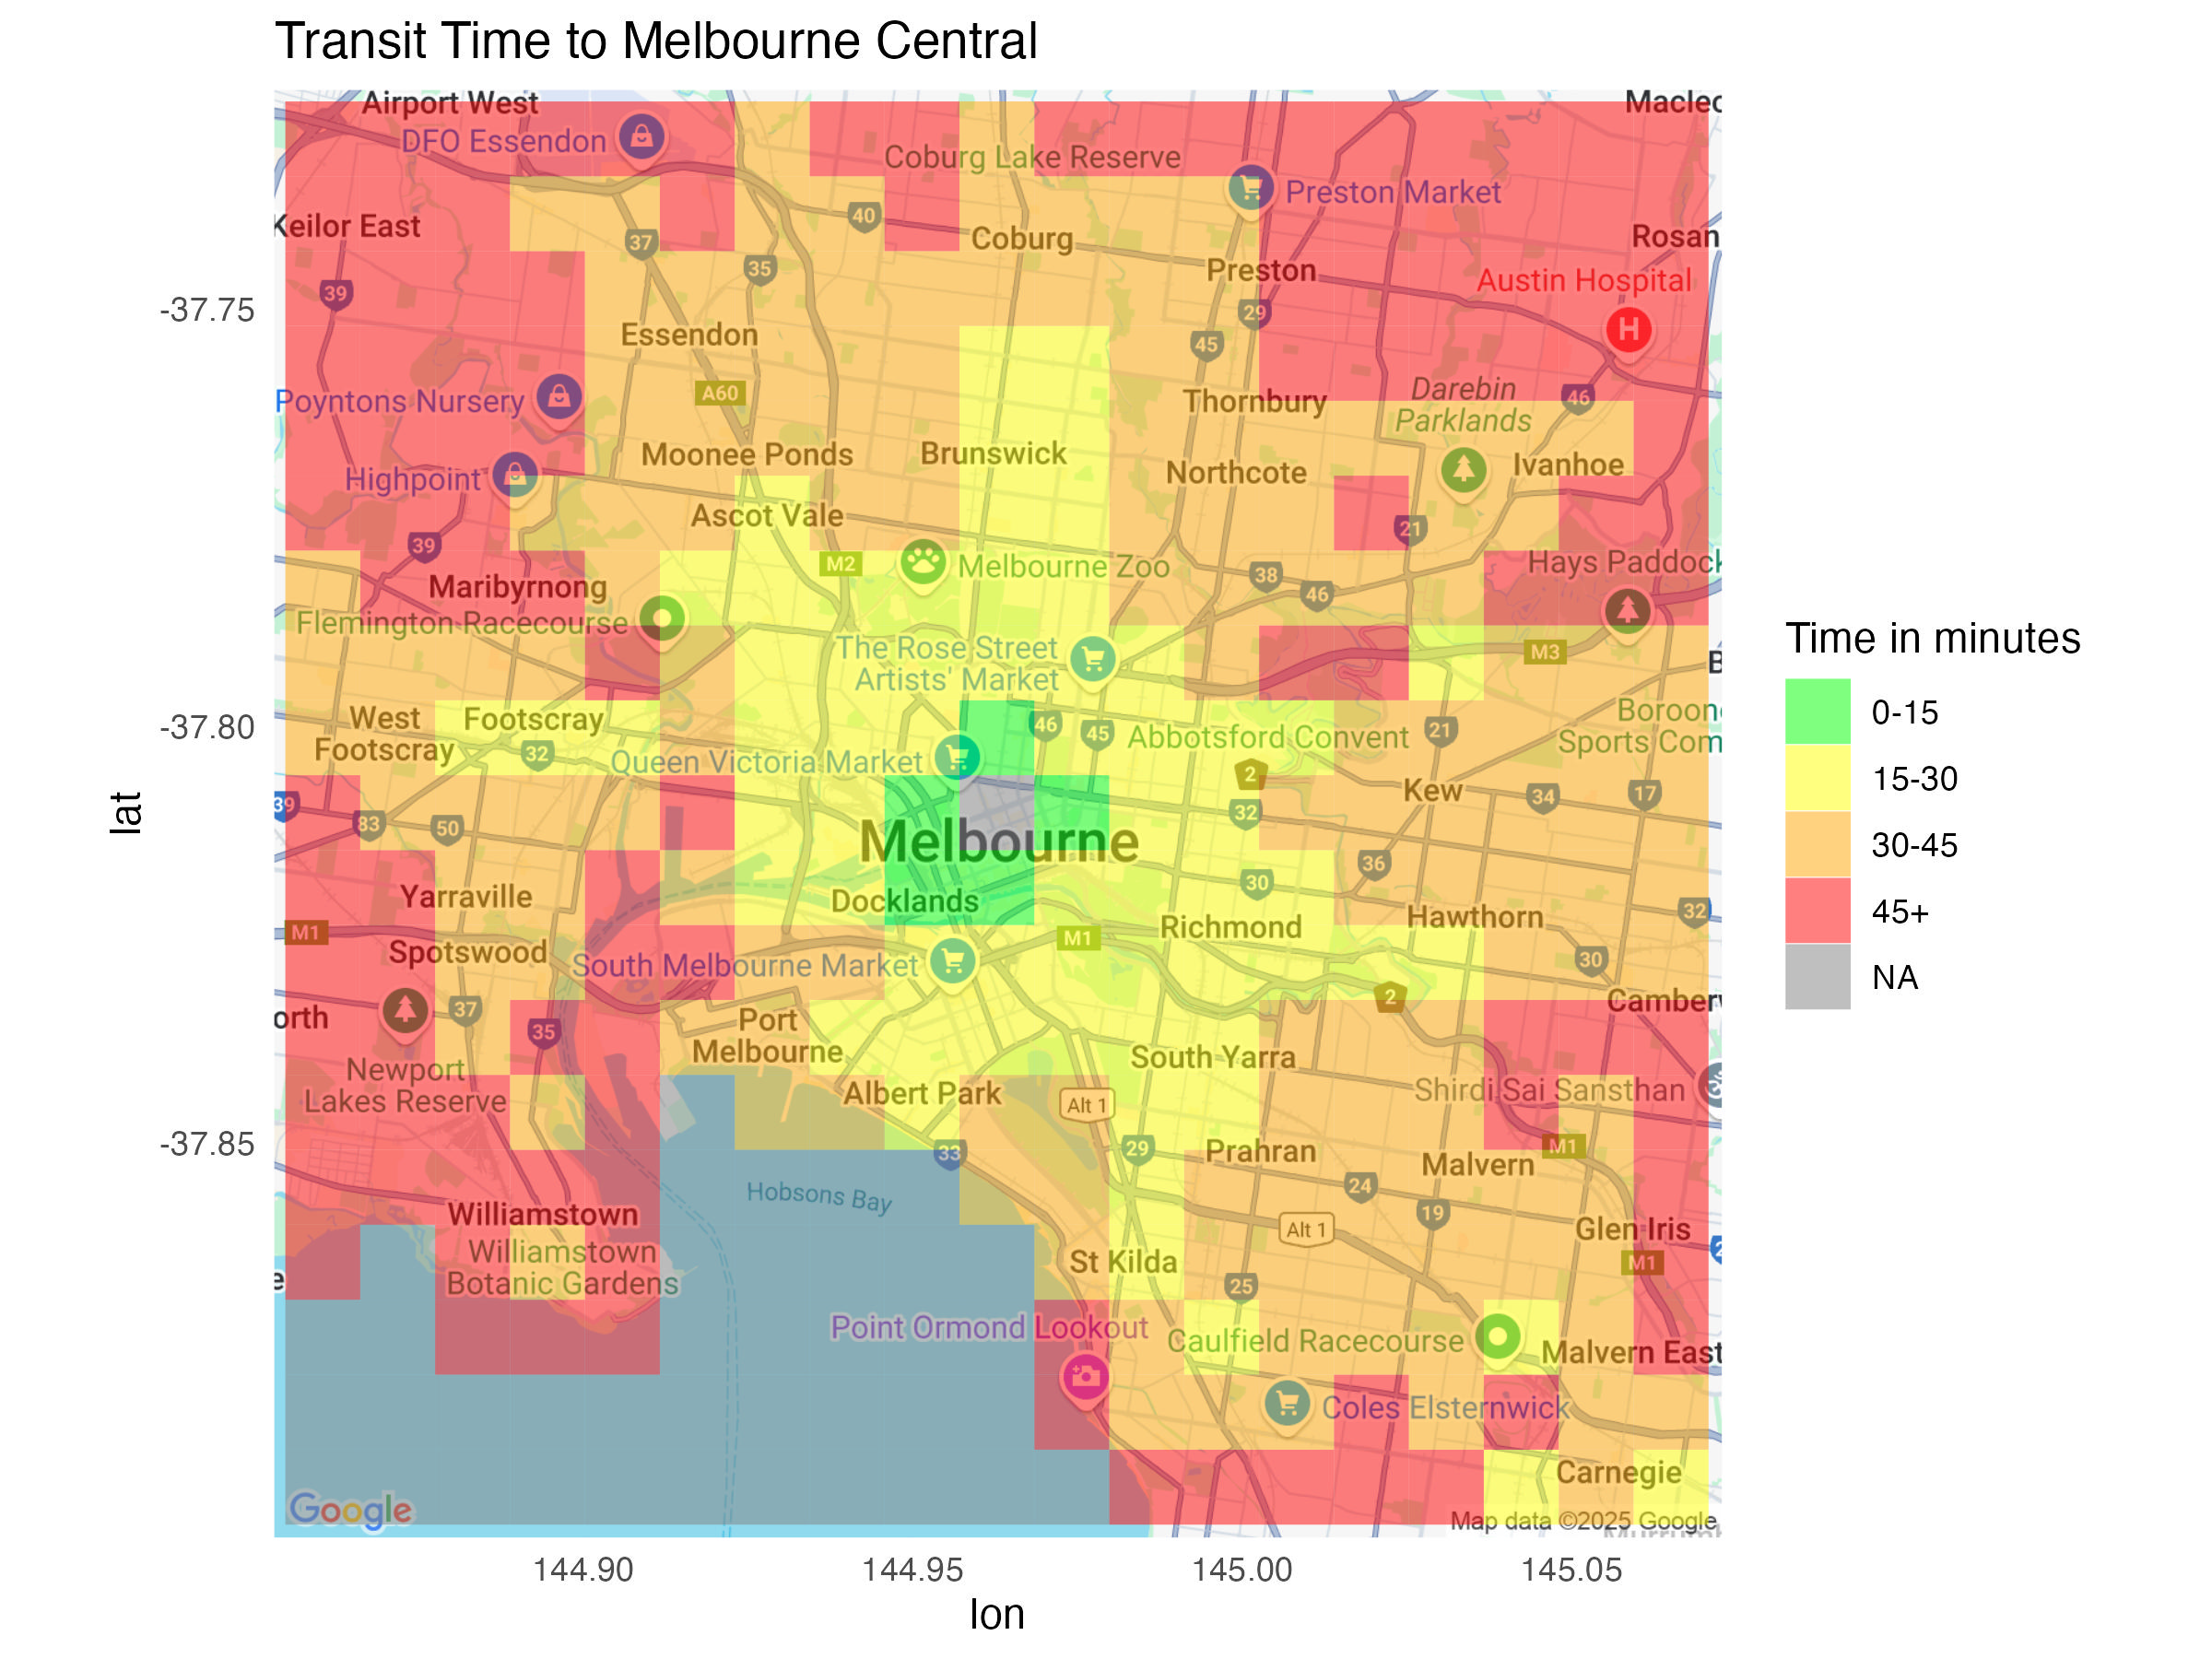 Transit Time to Melbourne Central
Airport West
Macleo
DFO Essendon
Coburg Lake Reserve
Preston Market
Keilor East
40
Rosan
37
Coburg
35
Preston
Austin Hospital
39
-37.75
29
H
Essendon
45
Darebin
Parklands
A60
46
Poyntons Nursery
Thornbury
Moonee Ponds
Brunswick
Ivanhoe
Northcote
Highpoint
Ascot Vale
21
39
M2
Melbourne Zoo
Hays Paddock
38
46
Maribyrnong
Flemington Racecourse
The Rose Street
Artists' Market
M3
B
Time in minutes
0-15
15-30
30-45
45+
NA
West
Footscray
Footscray
32
-37.80
46
45
Abbotsford Convent
21
Boroon
Sports Com
Queen Victoria Market
2
Kew
34
17
39
83
50
32
lat
Melbourne
36
Yarraville
Docklands
30
Richmond
Hawthorn
32
M1
M1
Spotswood
South Melbourne Market
30
2
Camberw
orth
37
35
Port
Melbourne
South Yarra
Newport
Lakes Reserve
Albert Park
Alt 1
Shirdi Sai Sansthan
-37.85
33
29
Prahran
M1
Malvern
24
Hobsons Bay
19
Williamstown
Alt 1
Glen Iris
2
Williamstown
Botanic Gardens
St Kilda
M1
e
25
Point Ormond Lookout
Caulfield Racecourse
Malvern East
Coles Elsternwick
Carnegie
Google
Map data ©2025 Google
144.90
144.95
145.00
145.05
lon